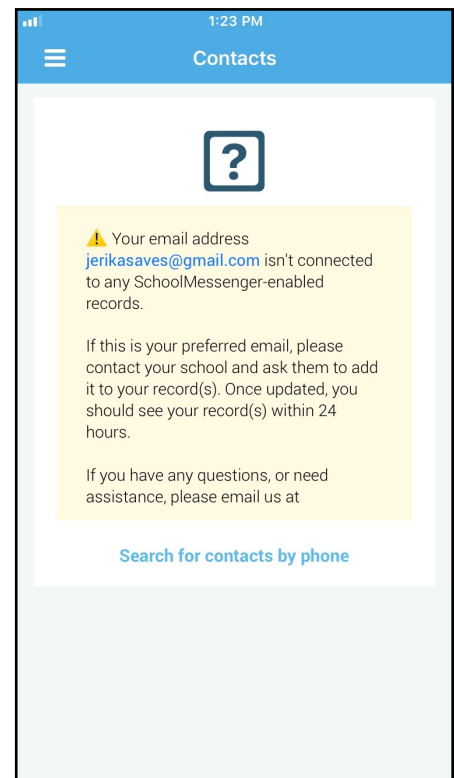 1:23 PM
Contacts
?
Your email address
jerikasaves@gmail.com isn't connected
to any SchoolMessenger-enabled
records.
If this is your preferred email, please
contact your school and ask them to add
it to your record(s). Once updated, you
should see your record(s) within 24
hours.
If you have any questions, or need
assistance, please email us at
Search for contacts by phone